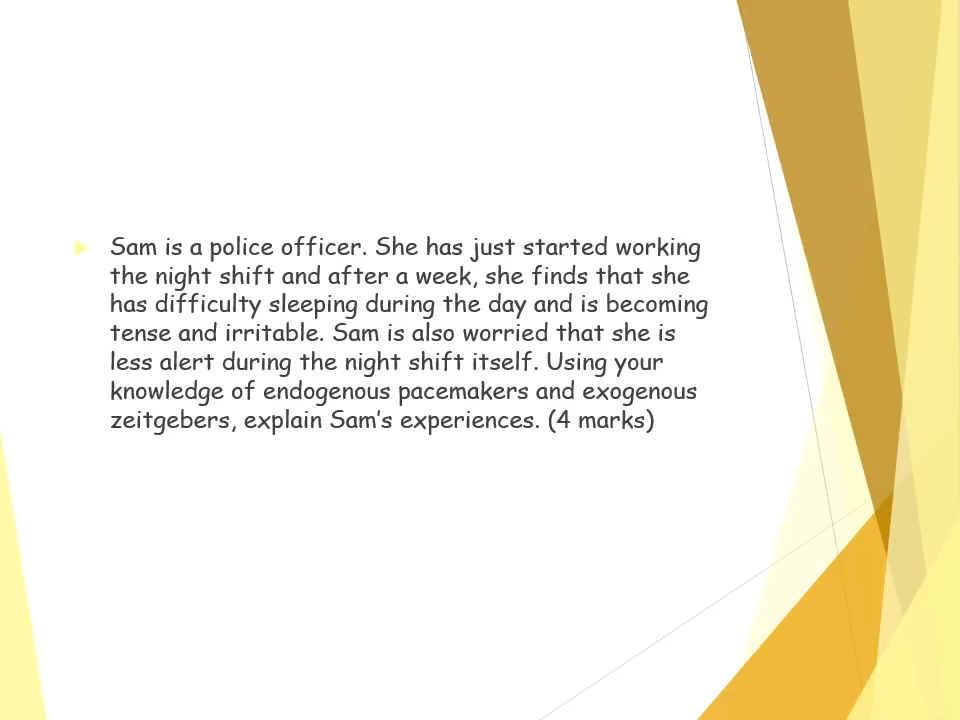 Sam is a police officer. She has just started working
the night shift and after a week, she finds that she
has difficulty sleeping during the day and is becoming
tense and irritable. Sam is also worried that she is
less alert during the night shift itself. Using your
knowledge of endogenous pacemakers and exogenous
zeitgebers, explain Sam’s experiences. (4 marks)